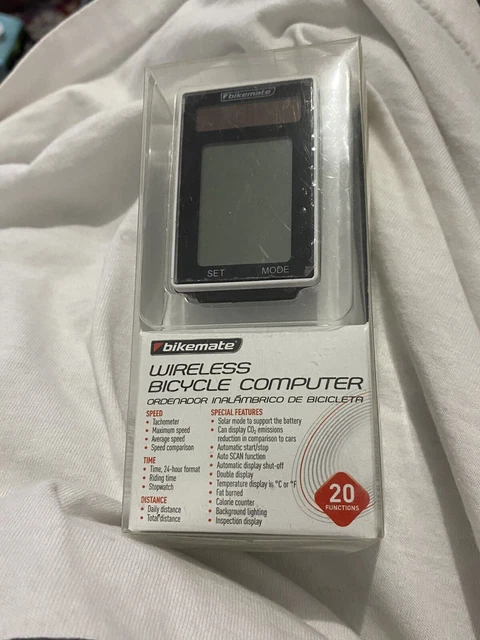 bikemate
SET MODE
bikemate
WIRELESS
BICYCLE COMPUTER
ORDENADOR INALÁMBRICO DE BICICLETA
SPEED
• Tachometer
• Maximum speed
• Average speed
• Speed comparison
TIME
• Time, 24-hour format
• Riding time
• Stopwatch
DISTANCE
• Daily distance
• Total distance
SPECIAL FEATURES
• Solar mode to support the battery
• Can display CO₂ emissions
reduction in comparison to cars
• Automatic start/stop
• Auto SCAN function
• Automatic display shut-off
• Double display
• Temperature display in °C or °F
• Fat burned
• Calorie counter
• Background lighting
• Inspection display
20
FUNCTIONS